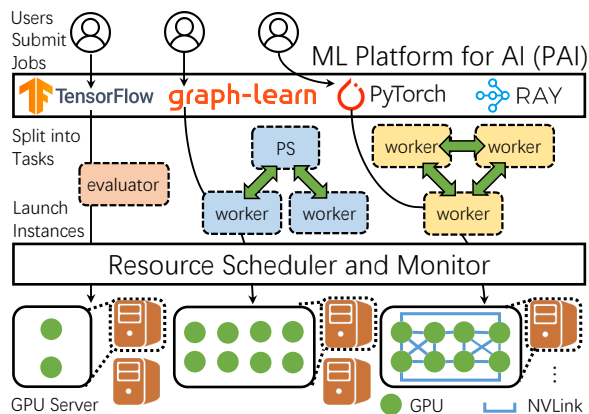 Users
Submit
Jobs
ML Platform for AI (PAI)
TensorFlow
graph-learn
PyTorch
RAY
Split into
Tasks
evaluator
PS
worker
worker
worker
worker
worker
Launch
Instances
Resource Scheduler and Monitor
GPU Server
GPU
NVLink
...